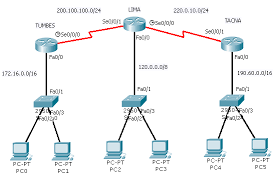 200.100.100.0/24
LIMA
220.0.10.0/24
Se0/0/1
Se0/0/0
TUMBES
Se0/0/0
Fa0/0
Se0/0/1
TACNA
Fa0/0
Fa0/0
172.16.0.0/16
120.0.0.0/8
190.60.0.0/16
Fa0/1
Fa0/1
Fa0/1
PC-PT
PC0
PC-PT
PC1
PC-PT
PC2
PC-PT
PC3
PC-PT
PC4
PC-PT
PC5